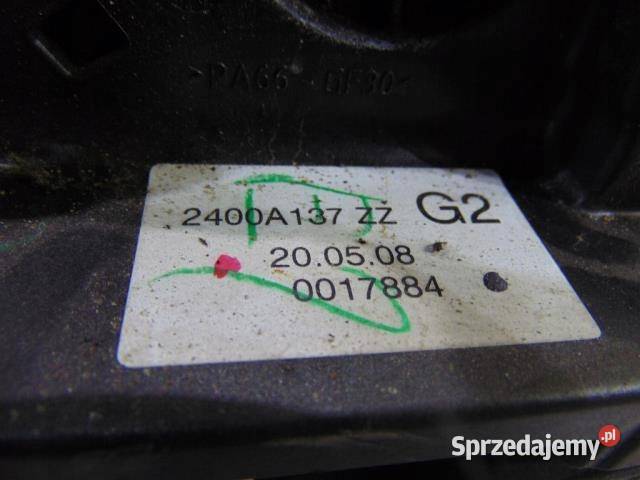 >PA66-GF30<
2400A137 ZZ G2
20.05.08
0017884
Sprzedajemy.pl